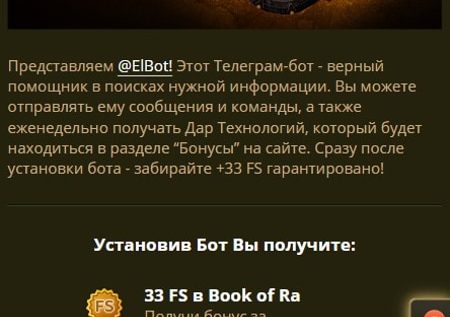 Представляем @ElBot! Этот Телеграм-бот - верный
помощник в поисках нужной информации. Вы можете
отправлять ему сообщения и команды, а также
еженедельно получать Дар Технологий, который будет
находиться в разделе “Бонусы” на сайте. Сразу после
установки бота - забирайте +33 FS гарантировано!
Установив Бот Вы получите:
FS
33 FS в Book of Ra
Получи бонус за